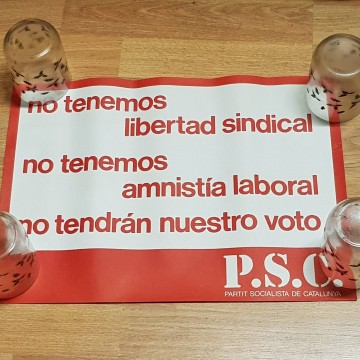 no tenemos
libertad sindical
no tenemos
amnistía laboral
no tendrán nuestro voto
P.S.C.
PARTIT SOCIALISTA DE CATALUNYA